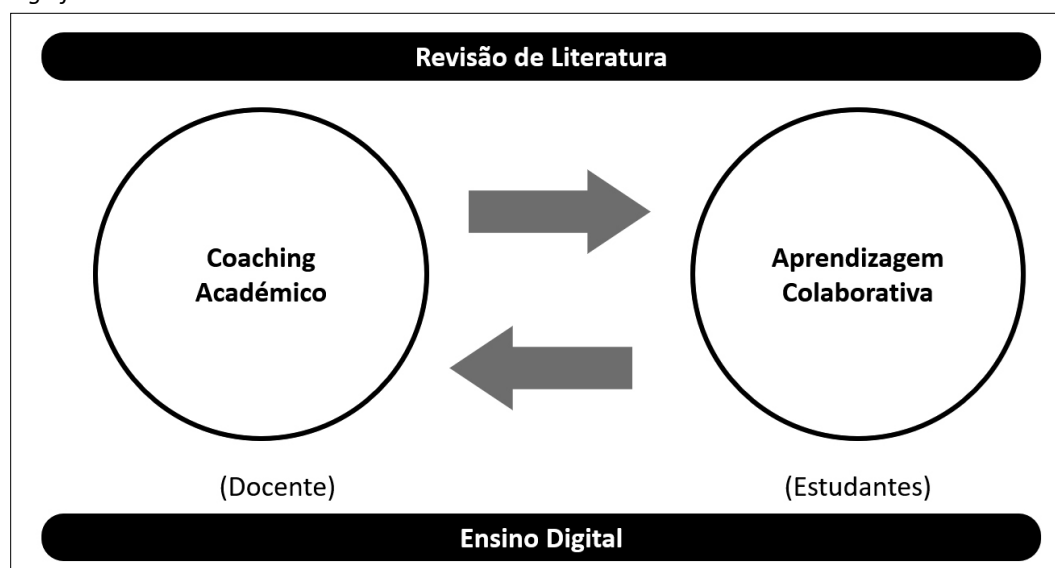 Revisão de Literatura
Coaching
Académico
Aprendizagem
Colaborativa
(Docente)
(Estudantes)
Ensino Digital